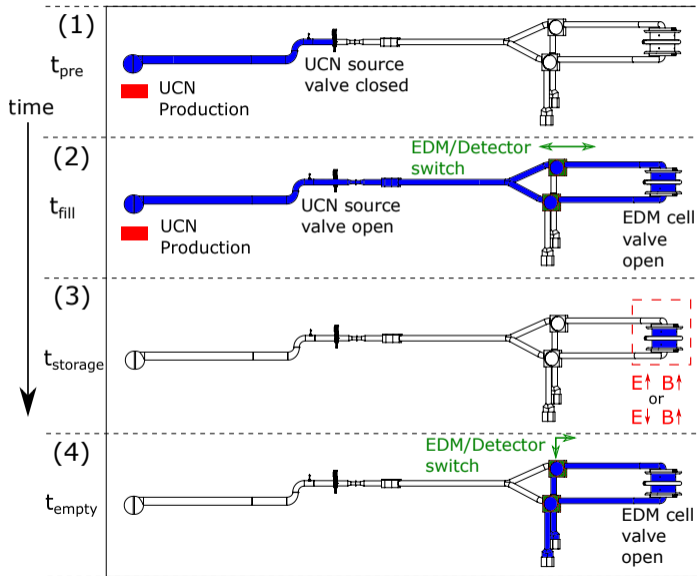 time
(1)
t_pre
UCN
Production
UCN source
valve closed
(2)
t_fill
UCN
Production
UCN source
valve open
EDM/Detector
switch
EDM cell
valve
open
(3)
t_storage
E↑ B↑
or
E↓ B↑
(4)
t_empty
EDM/Detector
switch
EDM cell
valve
open